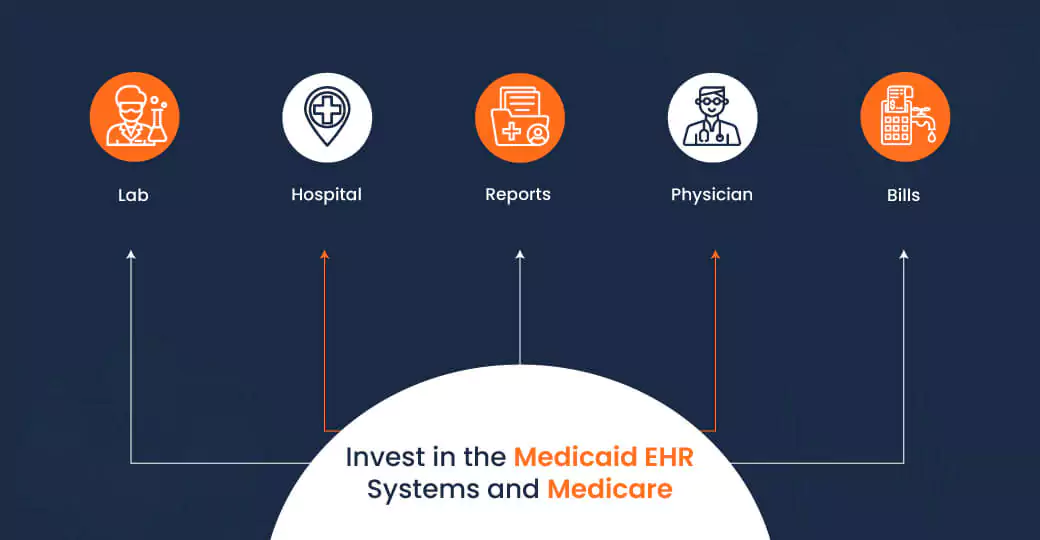 Lab
Hospital
Reports
Physician
Bills
Invest in the Medicaid EHR
Systems and Medicare